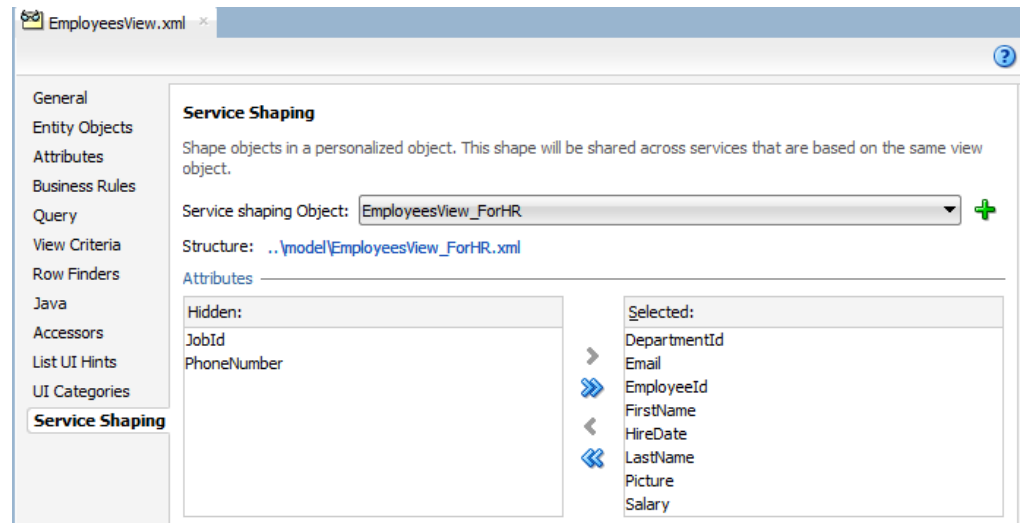 EmployeesView.xml
General
Entity Objects
Attributes
Business Rules
Query
View Criteria
Row Finders
Java
Accessors
List UI Hints
UI Categories
Service Shaping
Service Shaping
Shape objects in a personalized object. This shape will be shared across services that are based on the same view
object.
Service shaping Object: EmployeesView_ForHR
Structure: ..\model\EmployeesView_ForHR.xml
Attributes
Hidden:
JobId
PhoneNumber
Selected:
DepartmentId
Email
EmployeeId
FirstName
HireDate
LastName
Picture
Salary